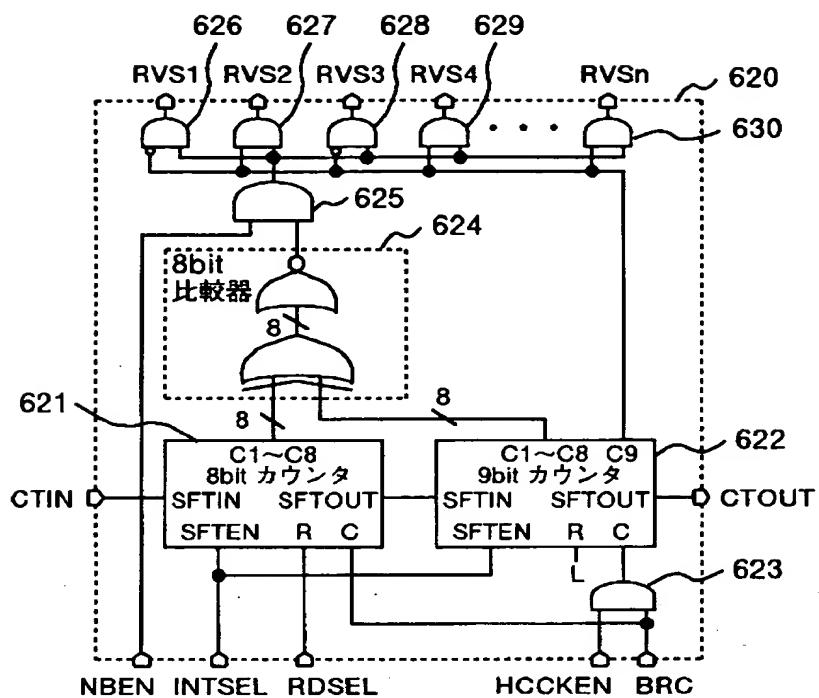 626 627 628 629
RVS1 RVS2 RVS3 RVS4 RVSn
620
630
625
624
8bit
比較器
8
621
8 8
622
C1～C8
8bit カウンタ
SFTIN SFTOUT
SFTEN R C
C1～C8 C9
9bit カウンタ
SFTIN SFTOUT
SFTEN R C
CTIN
CTOUT
L
623
NBEN INTSEL RDSEL HCCKEN BRC